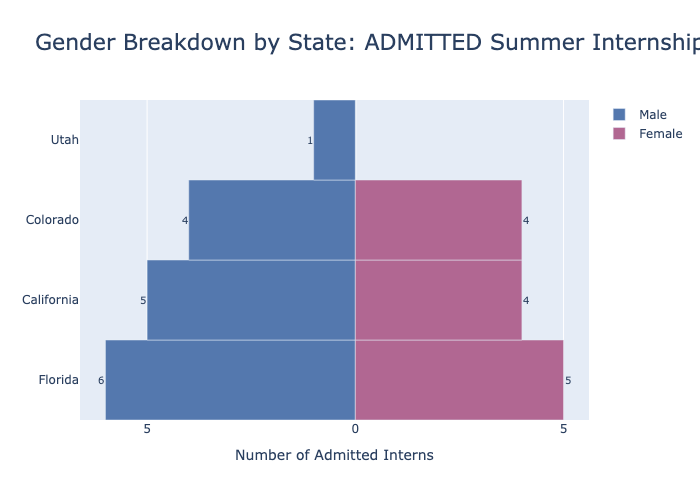 Gender Breakdown by State: ADMITTED Summer Internship
Male
Female
Utah
1
Colorado
4
4
California
5
4
Florida
6
5
5
0
5
Number of Admitted Interns